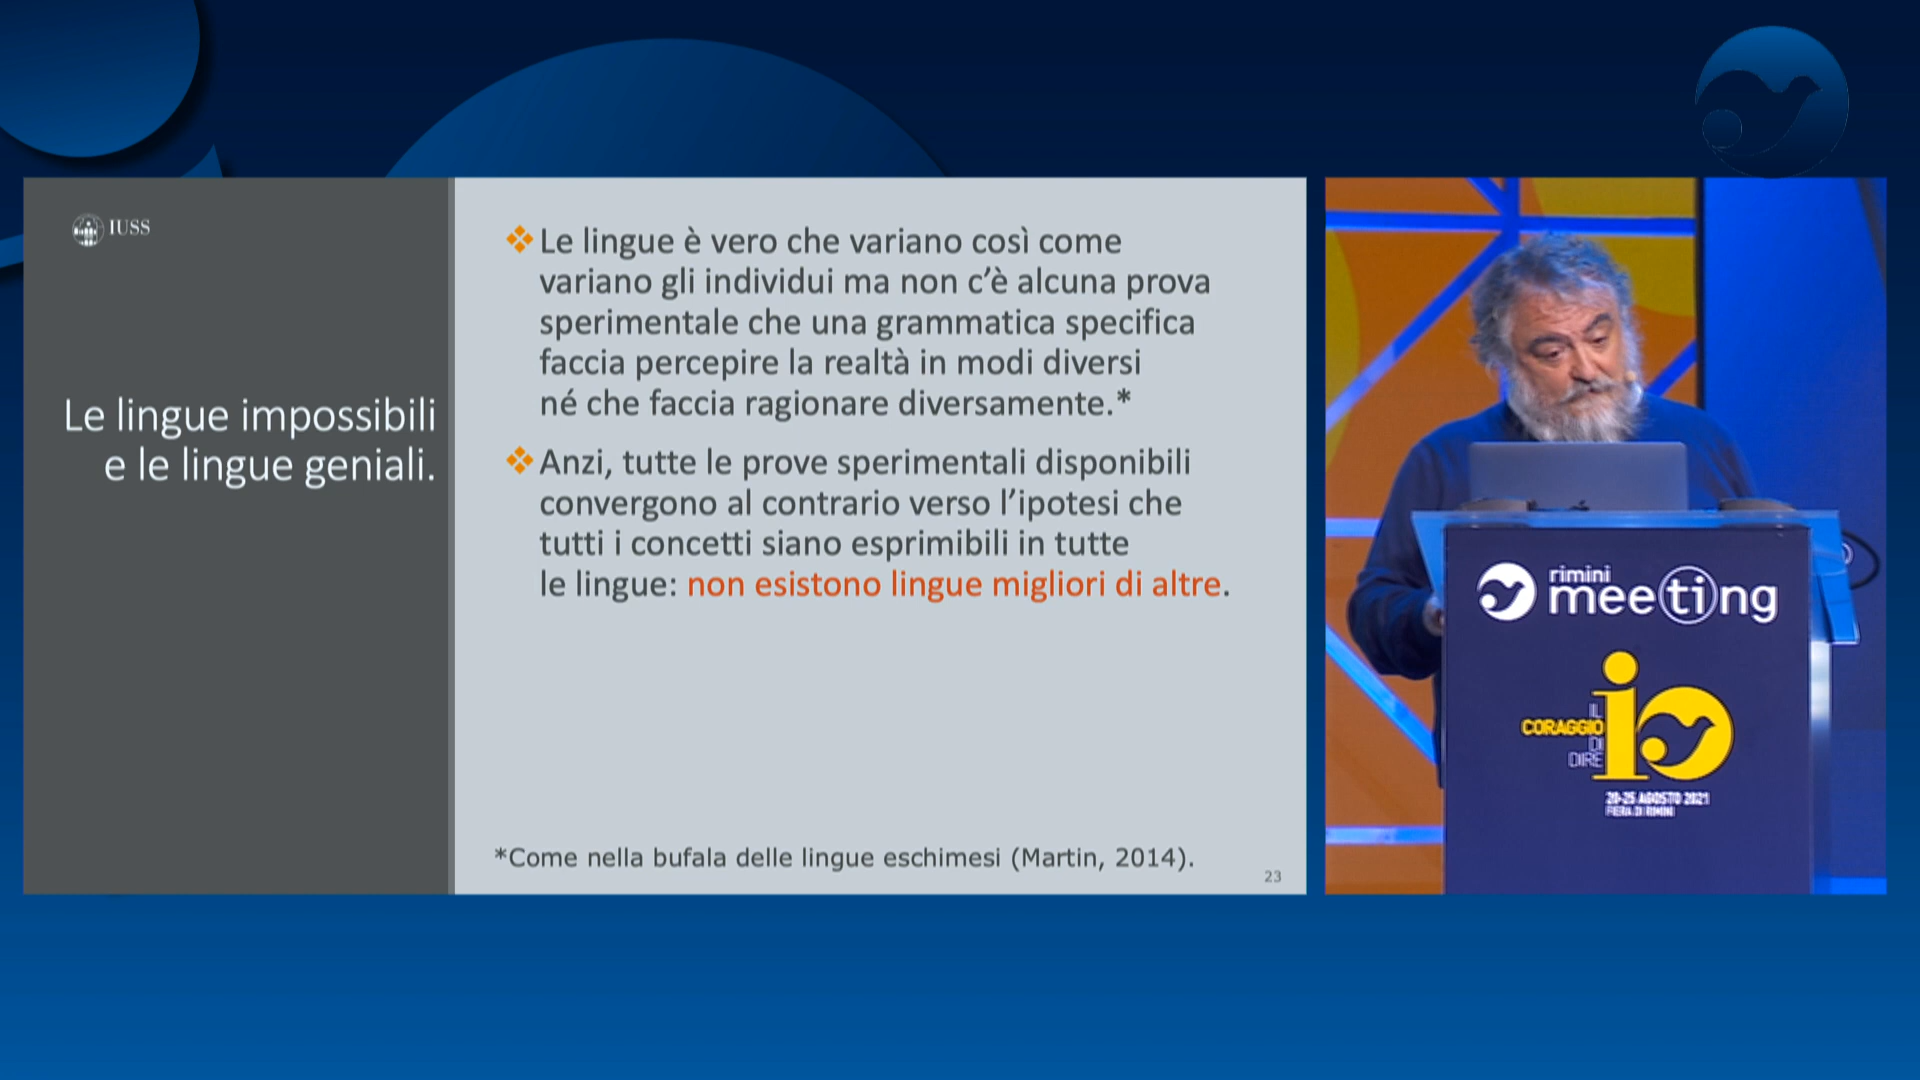 IUSS
Le lingue impossibili
e le lingue geniali.
❖Le lingue è vero che variano così come
variano gli individui ma non c’è alcuna prova
sperimentale che una grammatica specifica
faccia percepire la realtà in modi diversi
né che faccia ragionare diversamente.*
❖Anzi, tutte le prove sperimentali disponibili
convergono al contrario verso l’ipotesi che
tutti i concetti siano esprimibili in tutte
le lingue: non esistono lingue migliori di altre.
*Come nella bufala delle lingue eschimesi (Martin, 2014).
23
rimini
meeting
IL
CORAGGIO
DI
DIRE
io
20-25 AGOSTO 2021
FIERA DI RIMINI